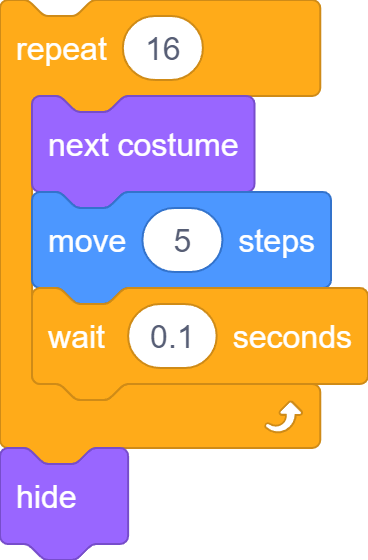 repeat 16
next costume
move 5 steps
wait 0.1 seconds
hide